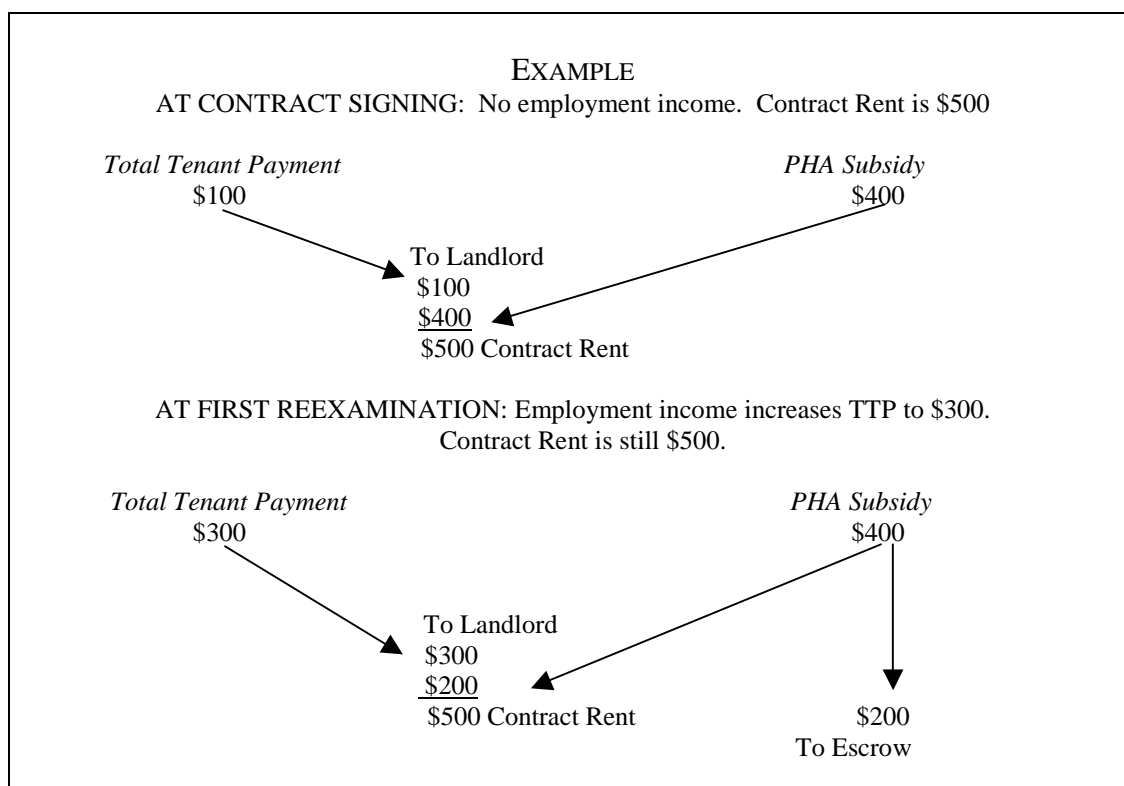 EXAMPLE
AT CONTRACT SIGNING: No employment income. Contract Rent is $500
Total Tenant Payment PHA Subsidy
$100 $400
To Landlord
$100
$400
$500 Contract Rent
AT FIRST REEXAMINATION: Employment income increases TTP to $300.
Contract Rent is still $500.
Total Tenant Payment PHA Subsidy
$300 $400
To Landlord
$300
$200
$500 Contract Rent $200
To Escrow